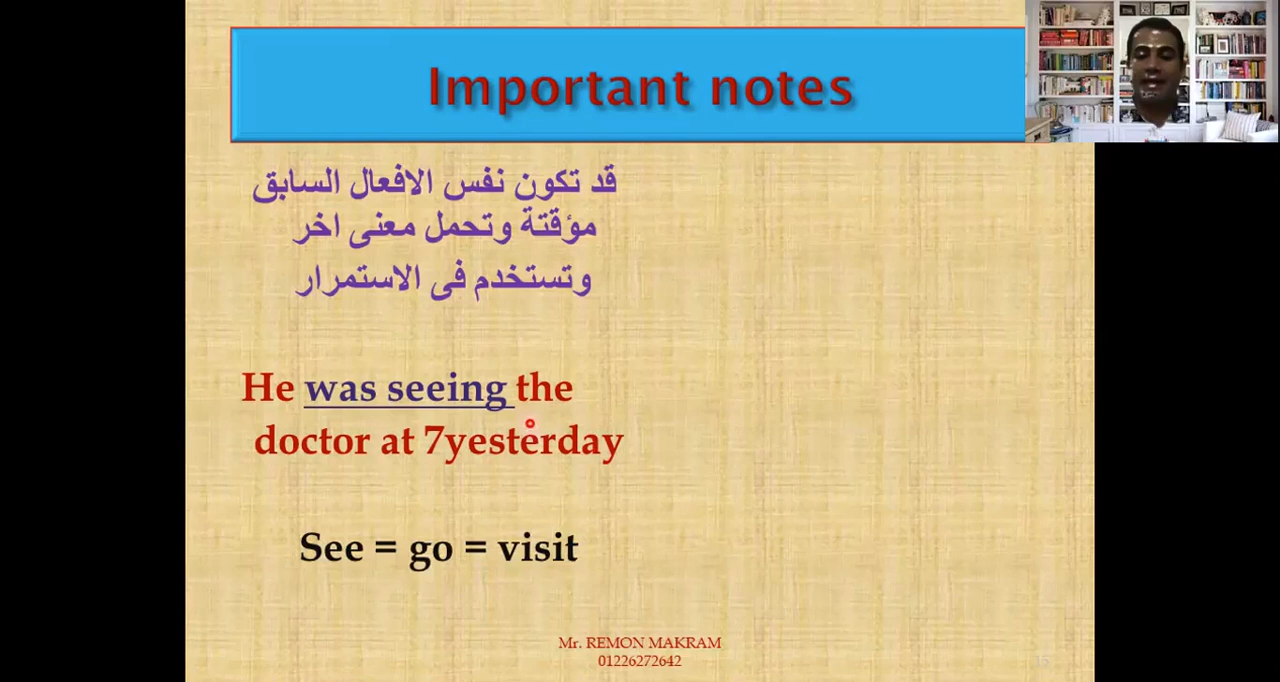 Important notes
قد تكون نفس الافعال السابق
مؤقتة وتحمل معنى اخر
وتستخدم فى الاستمرار
He was seeing the
doctor at 7yesterday
See = go = visit
Mr. REMON MAKRAM
01226272642
15